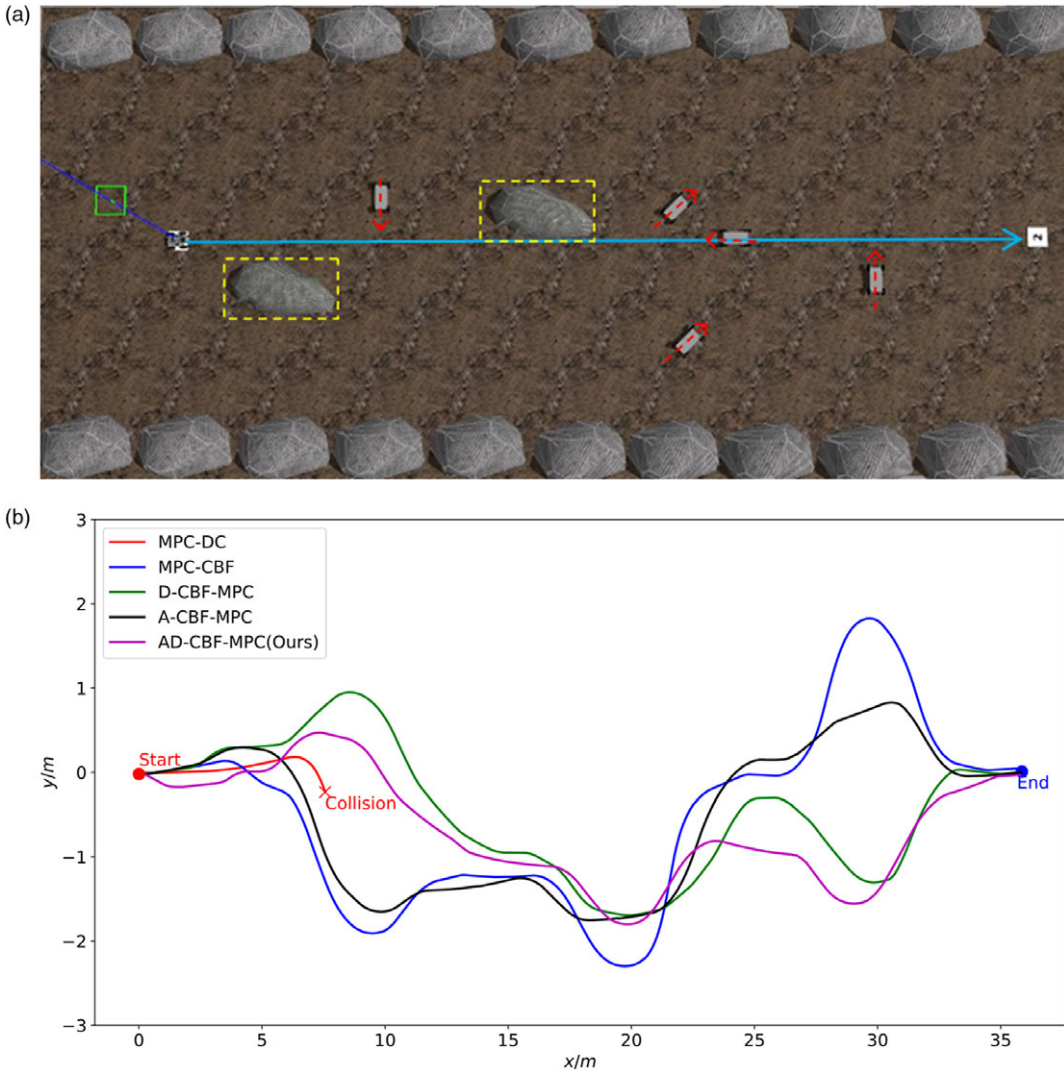 (a)
2
(b)
3
2
1
0
−1
−2
−3
y/m
MPC-DC
MPC-CBF
D-CBF-MPC
A-CBF-MPC
AD-CBF-MPC(Ours)
Start
Collision
End
0 5 10 15 20 25 30 35
x/m